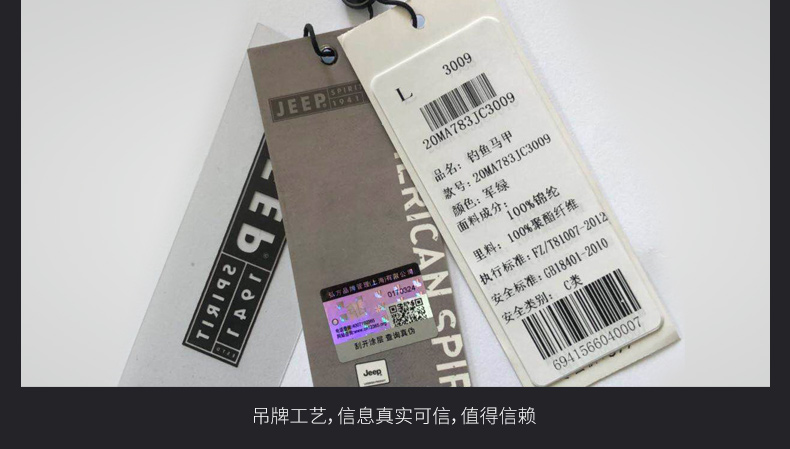 JEEP
SPIRIT
1941
JEEP
1941
SPIRIT
ERICAN SPIR
0170324
刮开涂层 查询真伪
Jeep
L 3009
20MA783JC3009
品名: 钓鱼马甲
款号: 20MA783JC3009
颜色: 军绿
面料成分: 100%锦纶
里料: 100%聚酯纤维
执行标准: FZ/T81007-2012
安全标准: GB18401-2010
安全类别: C类
6941566040007
吊牌工艺, 信息真实可信, 值得信赖